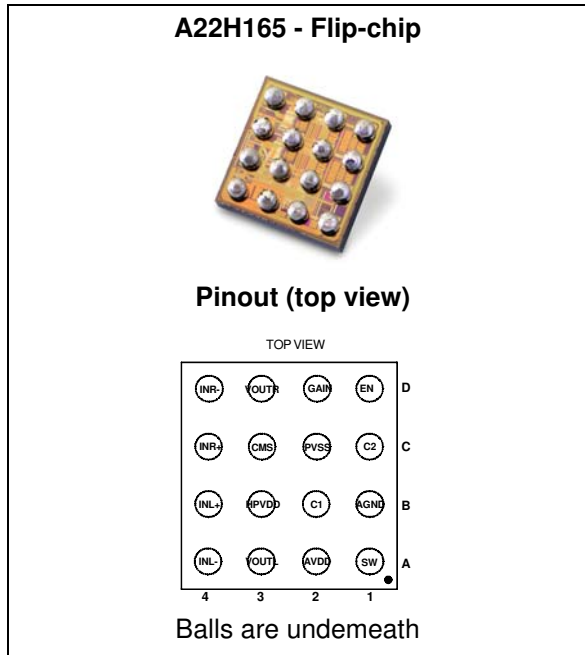 A22H165 - Flip-chip
Pinout (top view)
TOP VIEW
INR- VOUTR GAIN EN D
INR+ CMS PVSS C2 C
INL+ HPVDD C1 AGND B
INL- VOUTL AVDD SW A
4 3 2 1
Balls are undemeath